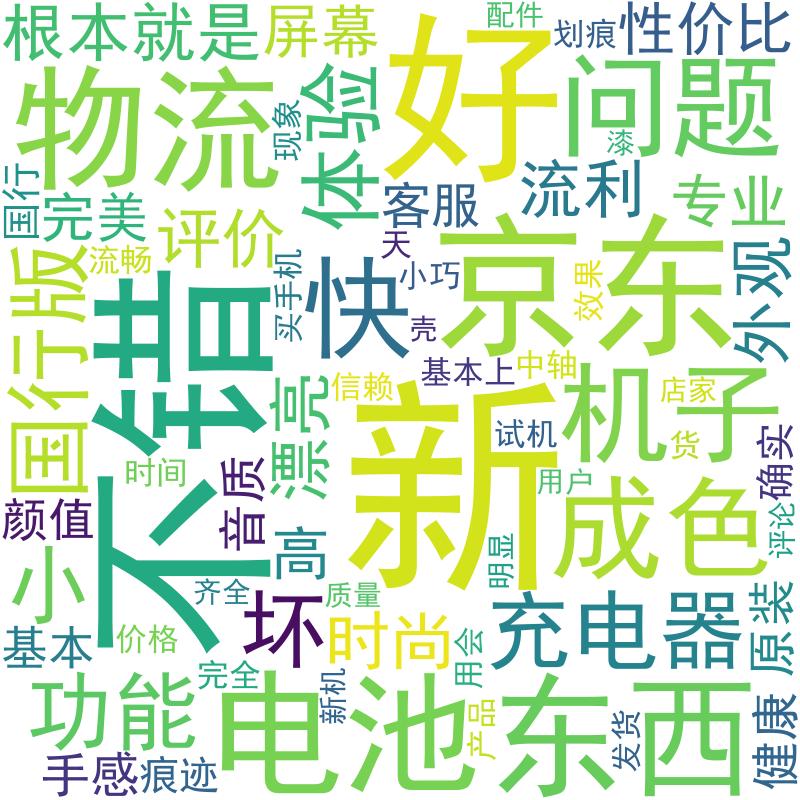 根本就是
屏幕
配件
划痕
性价比
物流
好
问题
现象
体验
漆
国行
完美
评价
流畅
客服
流利
专业
天
小巧
京东
效果
外观
买手机
快
壳
国行版
不错
基本上
中轴
信赖
机子
店家
漂亮
新
试机
货
确实
时间
音质
用户
颜值
成色
评论
高
明显
小
齐全
质量
坏
时尚
充电器
原装
基本
价格
用会
完全
功能
新机
电池
产品
东西
发货
健康
手感
痕迹